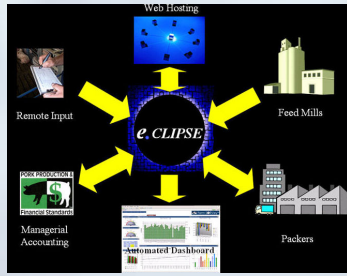 Web Hosting
Remote Input
Feed Mills
e.CLIPSE
PORK PRODUCTION
$
Financial Standards
Managerial
Accounting
Automated Dashboard
Packers